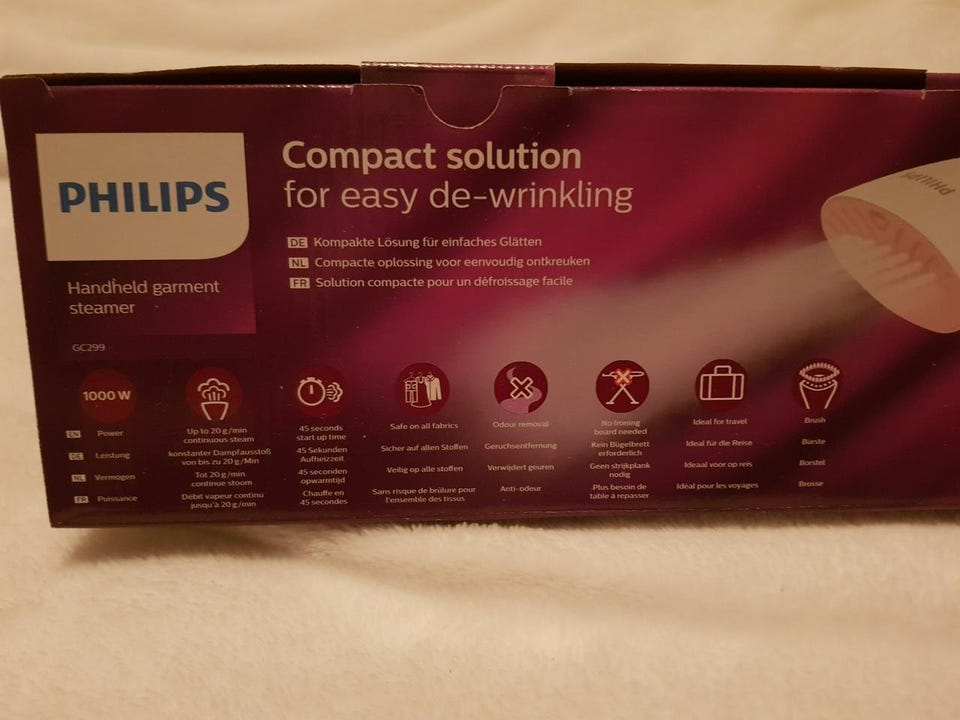 PHILIPS
Handheld garment
steamer
GC299
Compact solution
for easy de-wrinkling
DE Kompakte Lösung für einfaches Glätten
NL Compacte oplossing voor eenvoudig ontkreuken
FR Solution compacte pour un défroissage facile
PHILIPS
1000 W
EN Power
DE Leistung
NL Vermogen
FR Puissance
Up to 20 g/min
continuous steam
konstanter Dampfausstoß
von bis zu 20 g/Min
Tot 20 g/min
continue stoom
Débit vapeur continu
jusqu'à 20 g/min
45 seconds
start up time
45 Sekunden
Aufheizzeit
45 seconden
opwarmtijd
Chauffe en
45 secondes
Safe on all fabrics
Sicher auf allen Stoffen
Veilig op alle stoffen
Sans risque de brûlure pour
l'ensemble des tissus
Odour removal
Geruchsentfernung
Verwijdert geuren
Anti-odeur
No ironing
board needed
Kein Bügelbrett
erforderlich
Geen strijkplank
nodig
Plus besoin de
table à repasser
Ideal for travel
Ideal für die Reise
Ideaal voor op reis
Idéal pour les voyages
Brush
Bürste
Borstel
Brosse